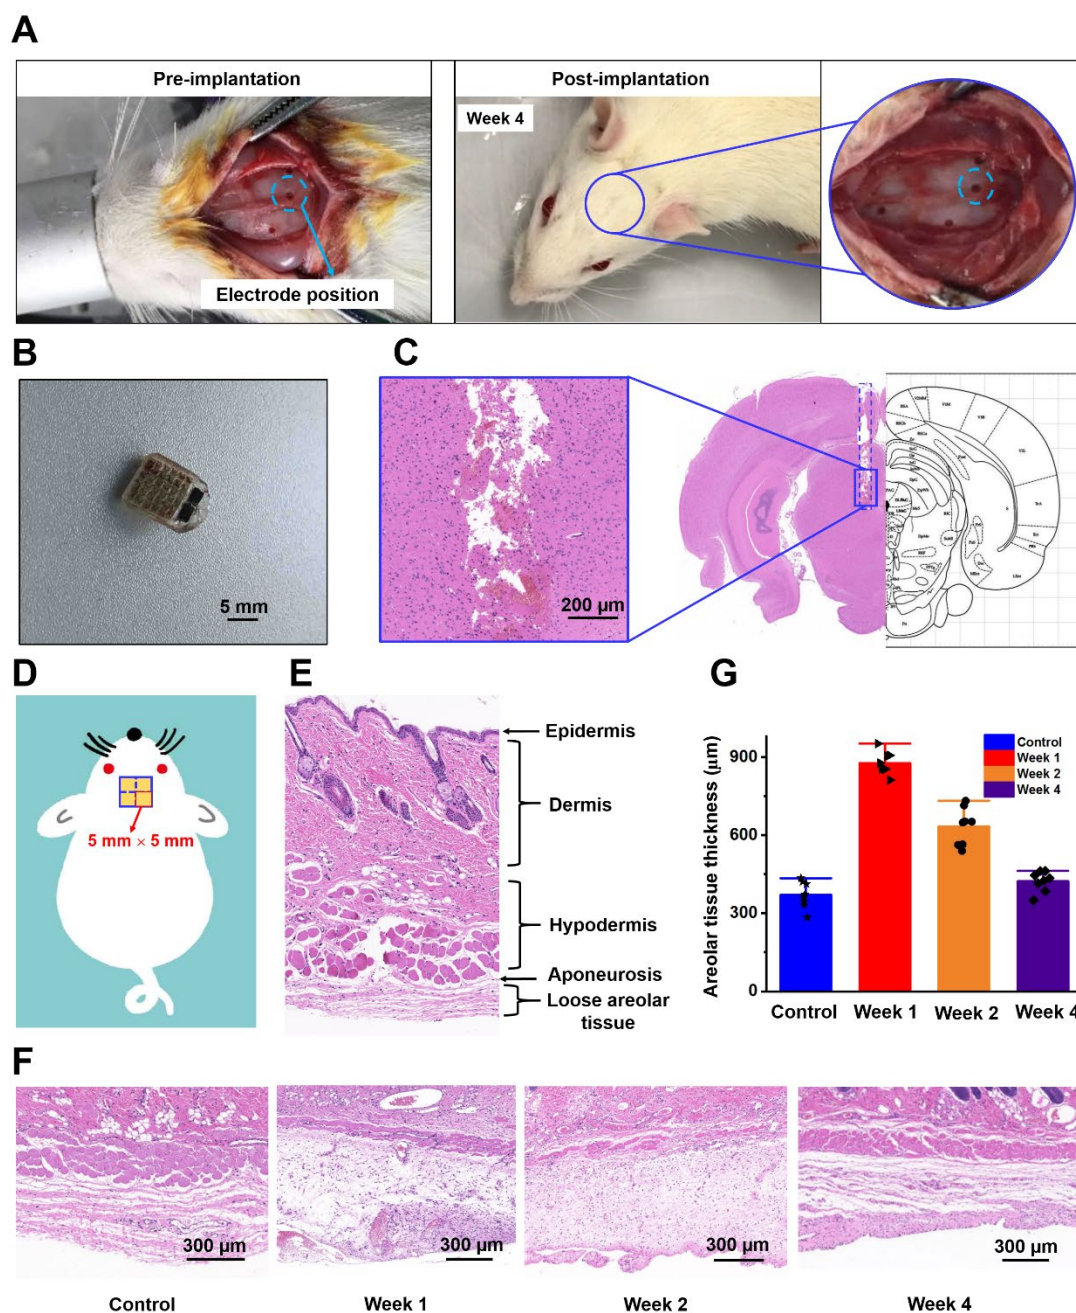 A
Pre-implantation
Post-implantation
Week 4
Electrode position
B
C
5 mm
200 µm
D
E
G
5 mm × 5 mm
Epidermis
Dermis
Hypodermis
Aponeurosis
Loose areolar
tissue
Areolar tissue thickness (µm)
900
600
300
0
Control
Week 1
Week 2
Week 4
Control
Week 1
Week 2
Week 4
F
300 µm
300 µm
300 µm
300 µm
Control
Week 1
Week 2
Week 4